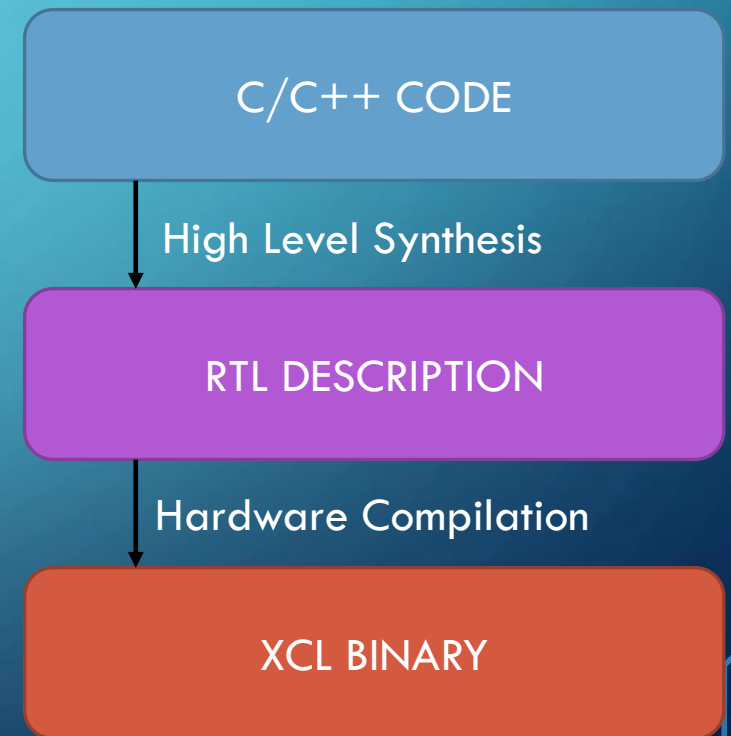 C/C++ CODE
High Level Synthesis
RTL DESCRIPTION
Hardware Compilation
XCL BINARY